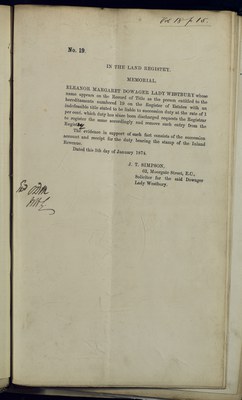 Vol 18 p 15.
No. 19
IN THE LAND REGISTRY.
MEMORIAL.
ELEANOR MARGARET DOWAGER LADY WESTBURY whose
name appears on the Record of Title as the person entitled to the
hereditaments numbered 19 on the Register of Estates with an
indefeasible title stated to be liable to succession duty at the rate of 1
per cent. which duty has since been discharged requests the Registrar
to register the same accordingly and remove such entry from the
Register.
The evidence in support of such fact consists of the succession
account and receipt for the duty bearing the stamp of the Inland
Revenue.
Dated this 5th day of January 1874.
J. T. SIMPSON,
62, Moorgate Street, E.C.,
Solicitor for the said Dowager
Lady Westbury.